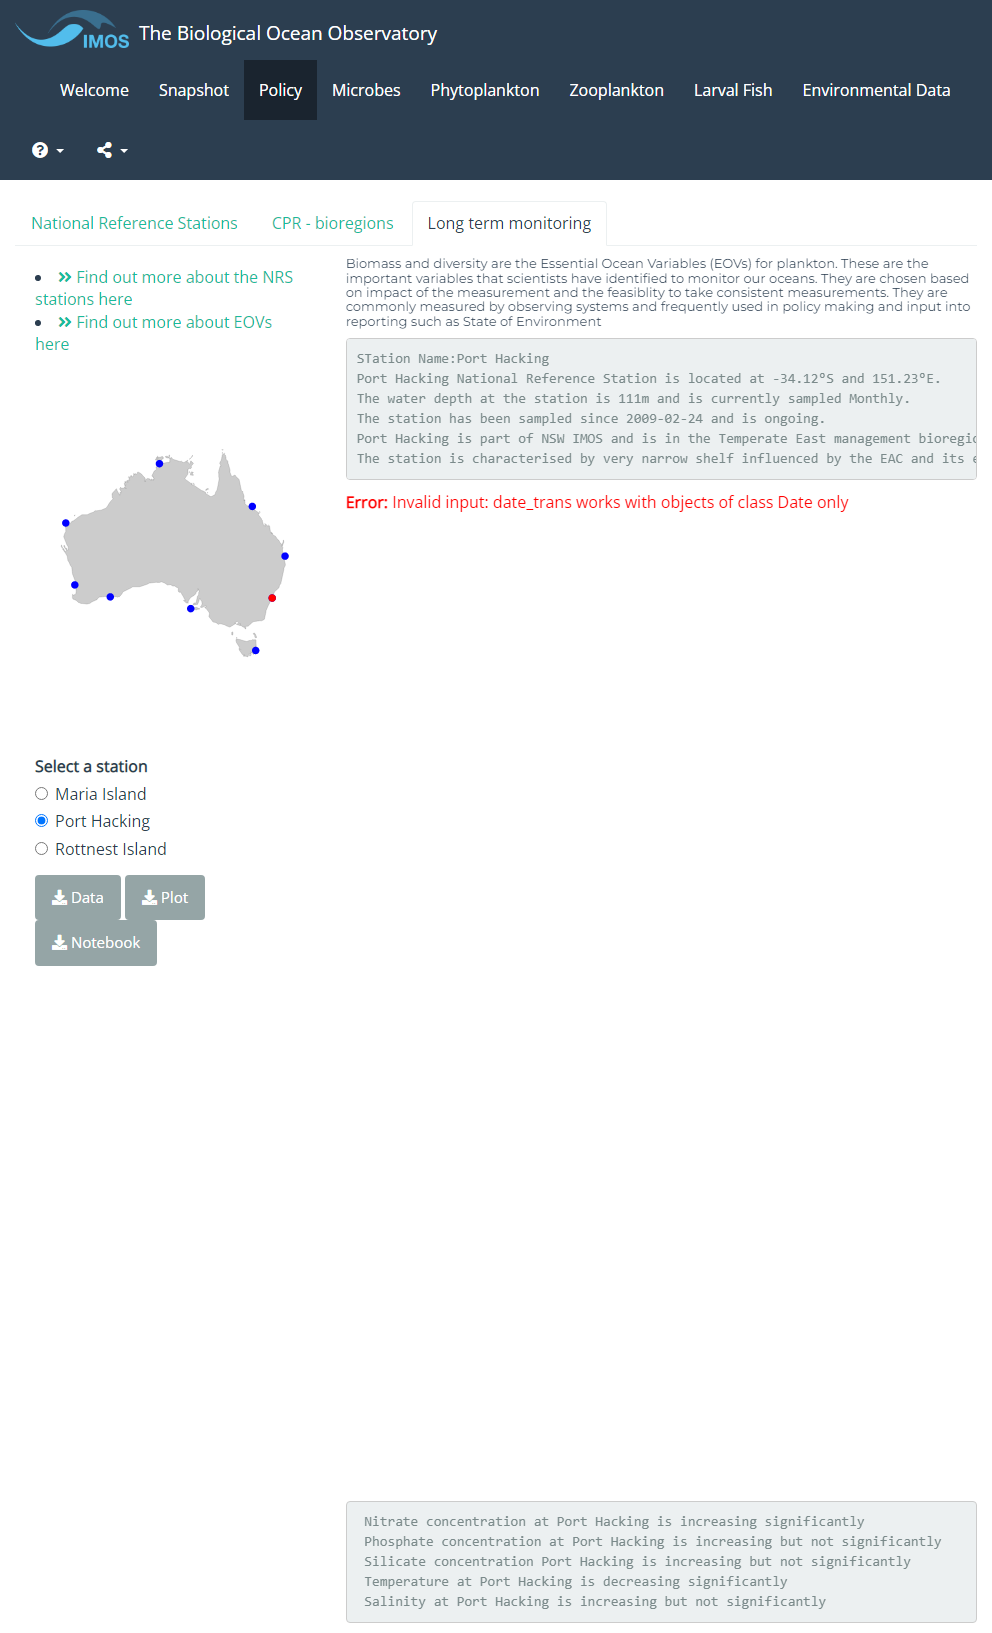 IMOS The Biological Ocean Observatory
Welcome Snapshot Policy Microbes Phytoplankton Zooplankton Larval Fish Environmental Data
National Reference Stations CPR - bioregions Long term monitoring
Find out more about the NRS
stations here
Find out more about EOVs
here
Biomass and diversity are the Essential Ocean Variables (EOVs) for plankton. These are the
important variables that scientists have identified to monitor our oceans. They are chosen based
on impact of the measurement and the feasiblity to take consistent measurements. They are
commonly measured by observing systems and frequently used in policy making and input into
reporting such as State of Environment
STation Name:Port Hacking
Port Hacking National Reference Station is located at -34.12°S and 151.23°E.
The water depth at the station is 111m and is currently sampled Monthly.
The station has been sampled since 2009-02-24 and is ongoing.
Port Hacking is part of NSW IMOS and is in the Temperate East management
The station is characterised by very narrow shelf influenced by the EAC and its
Error: Invalid input: date_trans works with objects of class Date only
Select a station
Maria Island
Port Hacking
Rottnest Island
Data Plot
Notebook
Nitrate concentration at Port Hacking is increasing significantly
Phosphate concentration at Port Hacking is increasing but not significantly
Silicate concentration Port Hacking is increasing but not significantly
Temperature at Port Hacking is decreasing significantly
Salinity at Port Hacking is increasing but not significantly